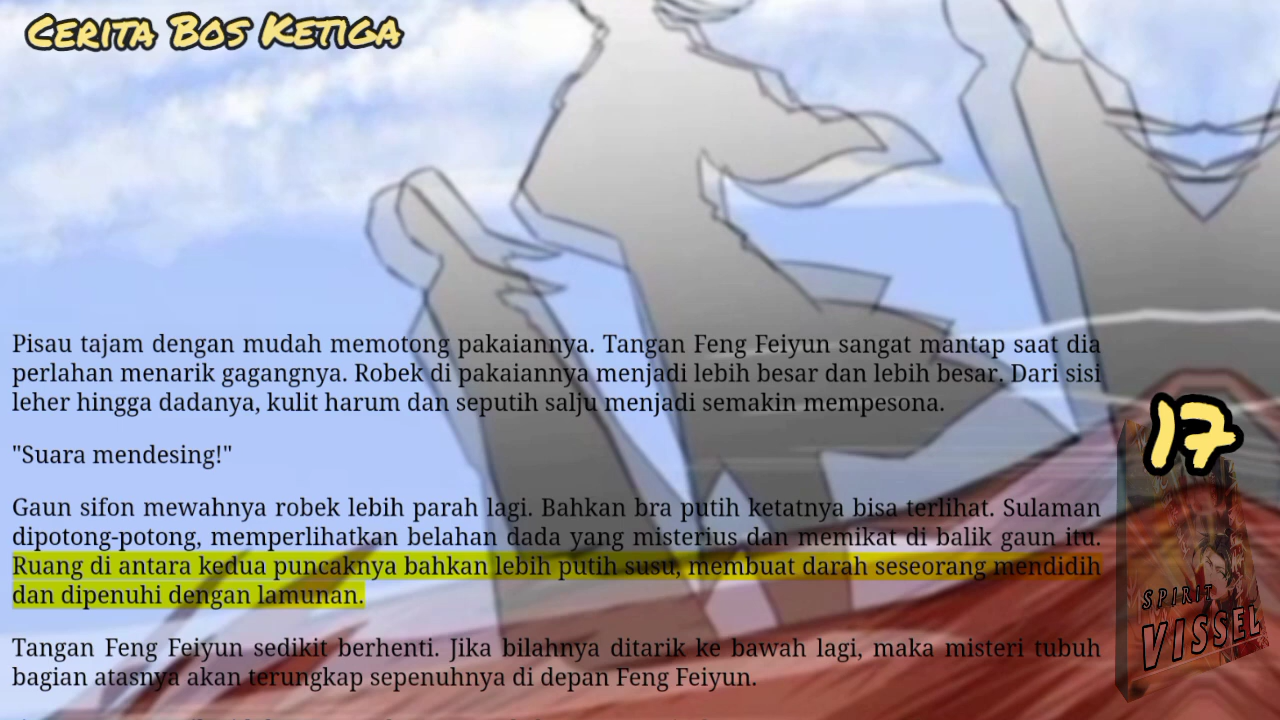 Cerita Bos Ketiga
Pisau tajam dengan mudah memotong pakaiannya. Tangan Feng Feiyun sangat mantap saat dia
perlahan menarik gagangnya. Robek di pakaiannya menjadi lebih besar dan lebih besar. Dari sisi
leher hingga dadanya, kulit harum dan seputih salju menjadi semakin mempesona.
"Suara mendesing!"
Gaun sifon mewahnya robek lebih parah lagi. Bahkan bra putih ketatnya bisa terlihat. Sulaman
dipotong-potong, memperlihatkan belahan dada yang misterius dan memikat di balik gaun itu.
Ruang di antara kedua puncaknya bahkan lebih putih susu, membuat darah seseorang mendidih
dan dipenuhi dengan lamunan.
Tangan Feng Feiyun sedikit berhenti. Jika bilahnya ditarik ke bawah lagi, maka misteri tubuh
bagian atasnya akan terungkap sepenuhnya di depan Feng Feiyun.
17
SPIRIT
VISSEL